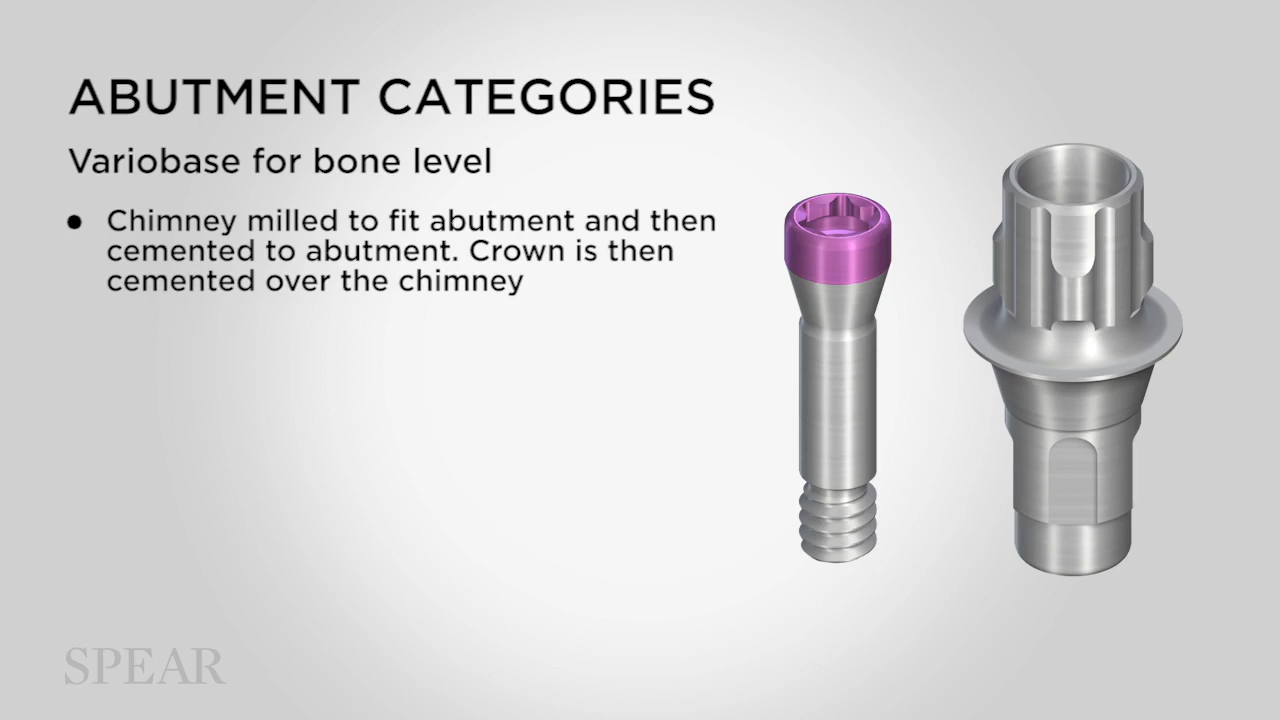 ABUTMENT CATEGORIES
Variobase for bone level
• Chimney milled to fit abutment and then
cemented to abutment. Crown is then
cemented over the chimney
SPEAR